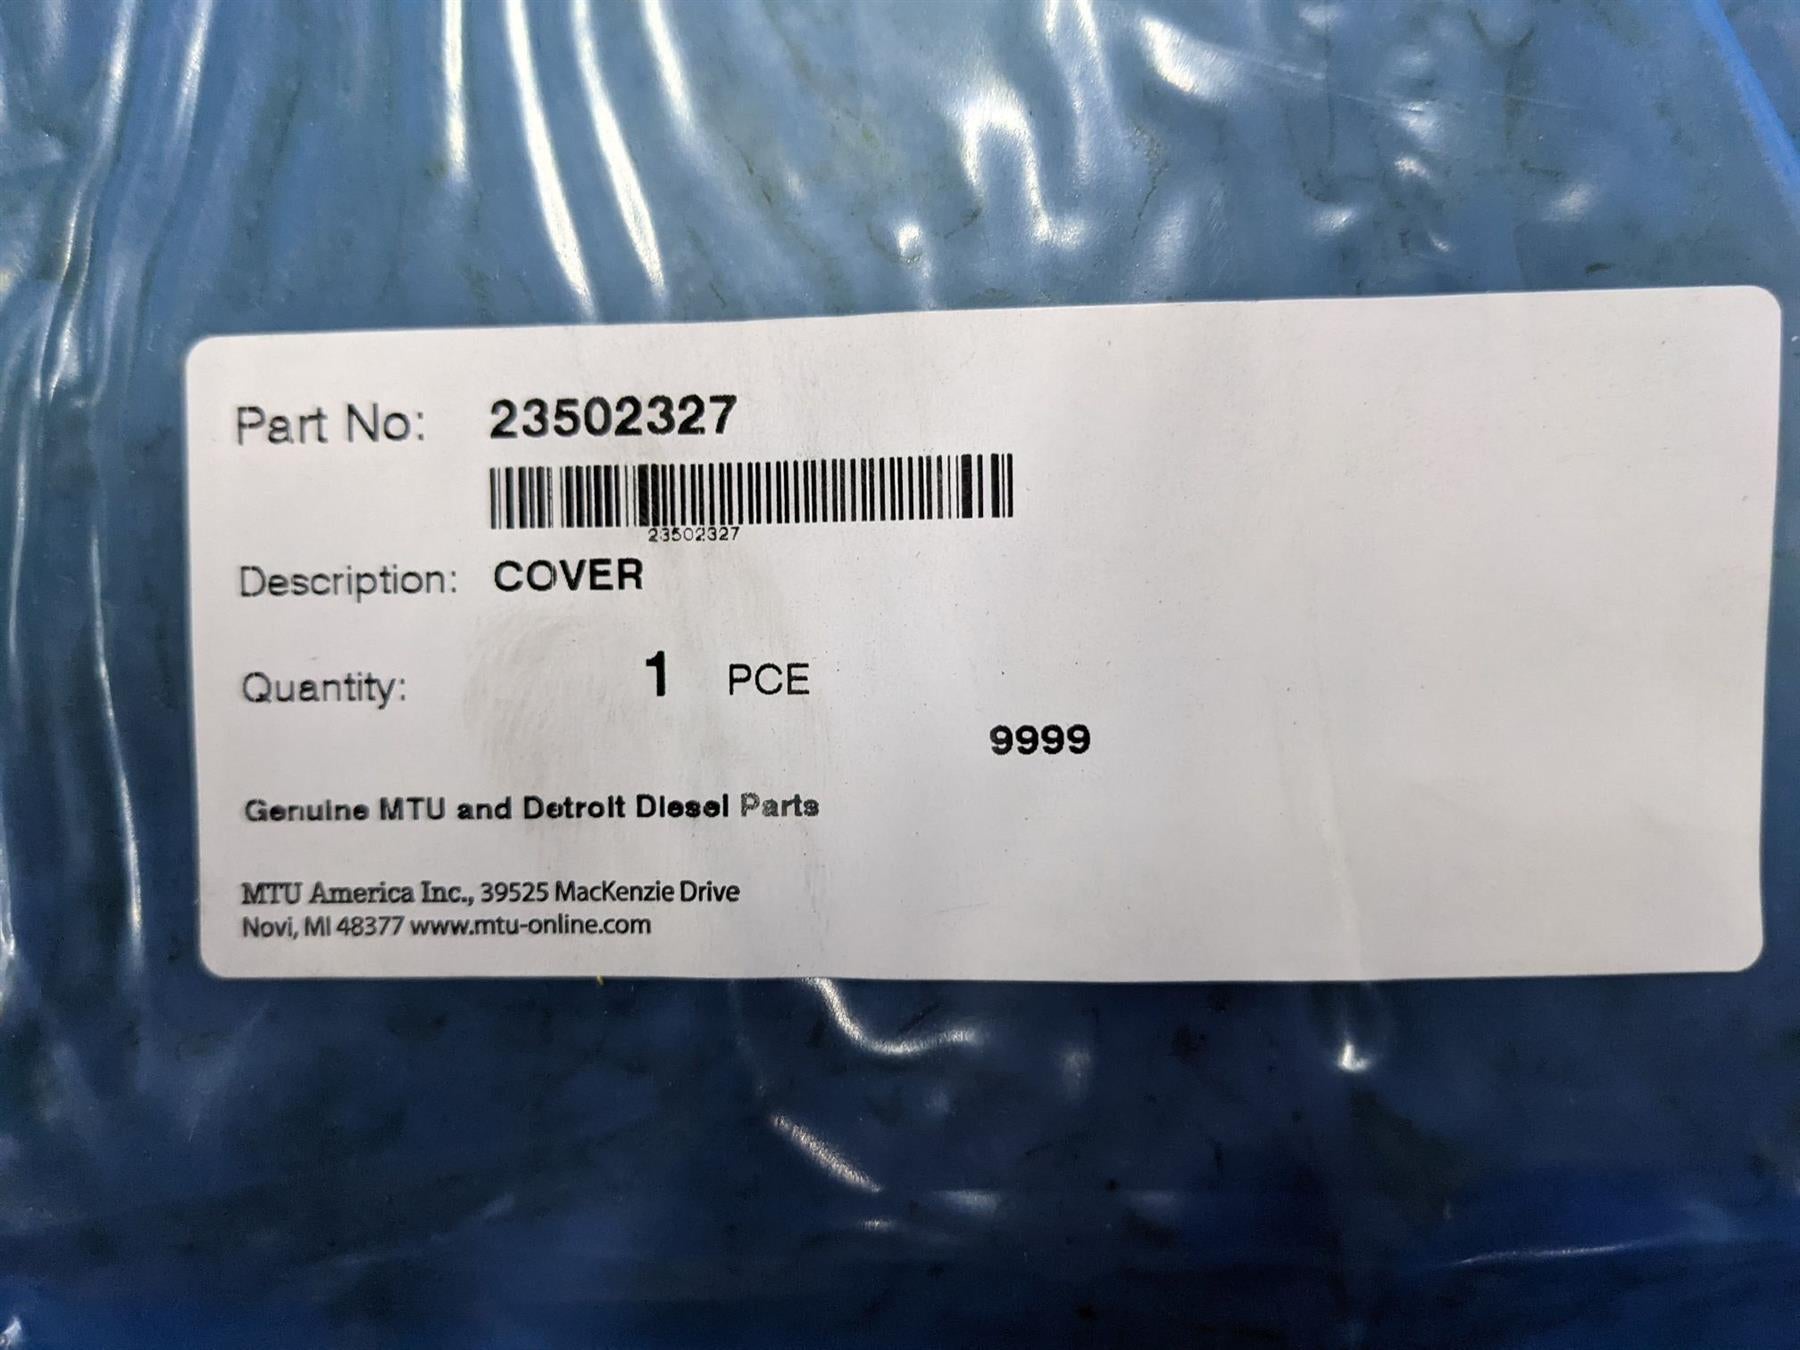 Part No: 23502327
23502327
Description: COVER
Quantity: 1 PCE
9999
Genuine MTU and Detroit Diesel Parts
MTU America Inc., 39525 MacKenzie Drive
Novi, MI 48377 www.mtu-online.com